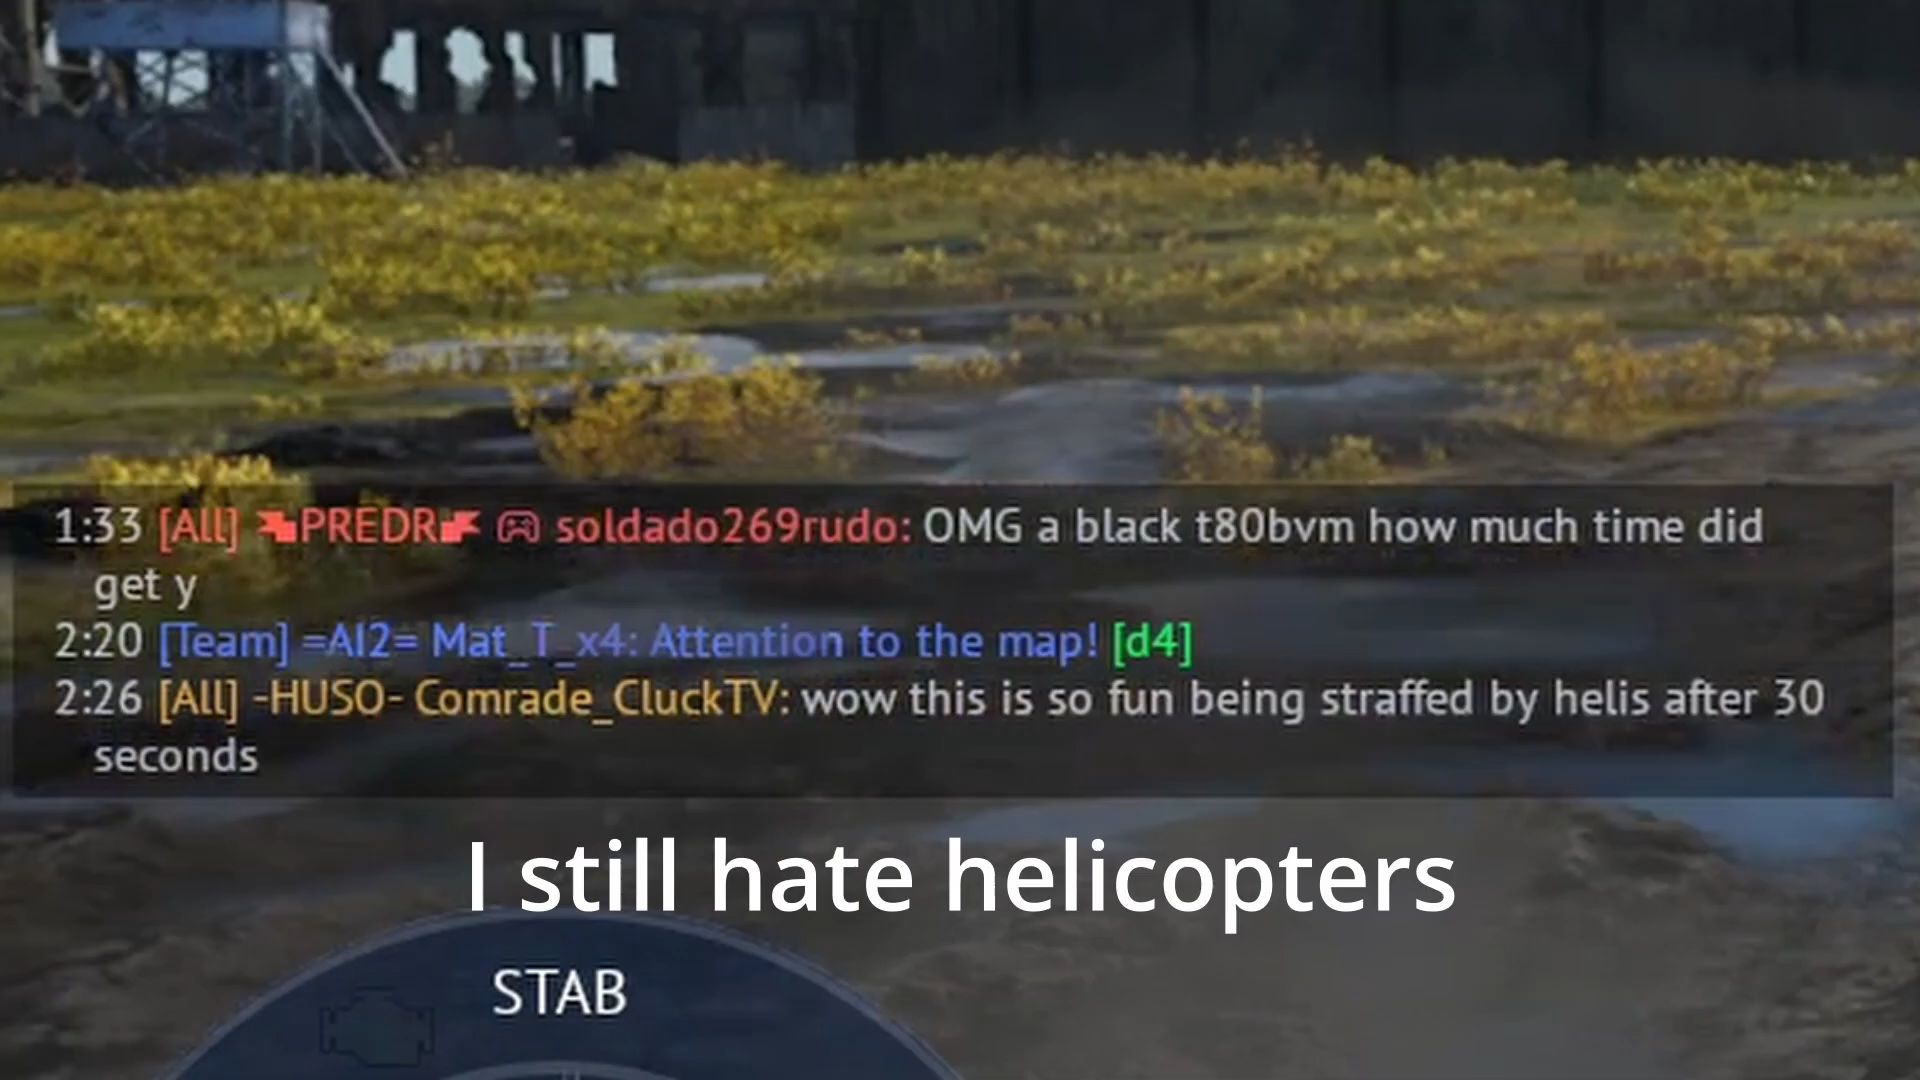 1:33 [All] PREDR soldado269rudo: OMG a black t80bvm how much time did
get y
2:20 [Team] =AI2= Mat_T_x4: Attention to the map! [d4]
2:26 [All] -HUSO- Comrade_CluckTV: wow this is so fun being straffed by helis after 30
seconds
I still hate helicopters
STAB